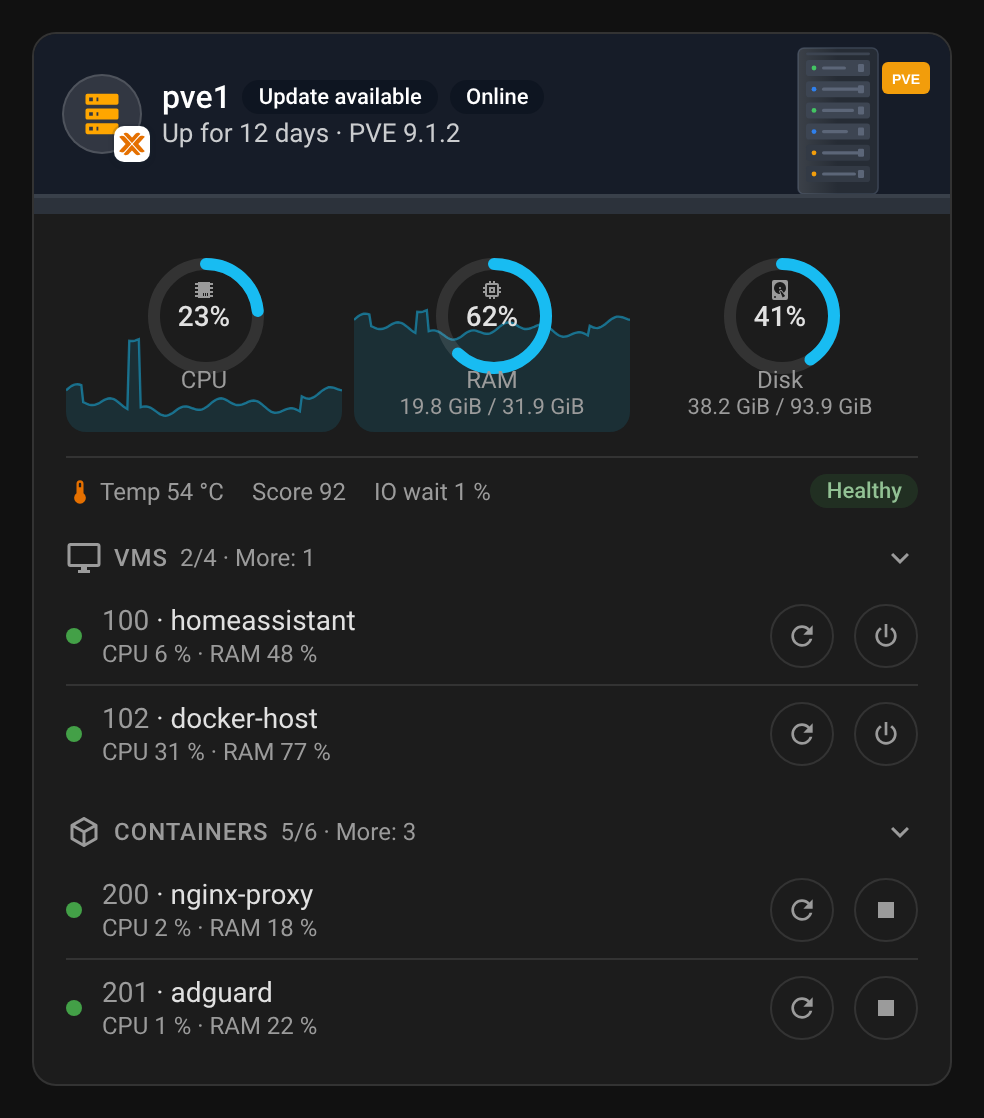 pve1 Update available Online
Up for 12 days · PVE 9.1.2
PVE
23%
CPU
62%
RAM
19.8 GiB / 31.9 GiB
41%
Disk
38.2 GiB / 93.9 GiB
Temp 54 °C Score 92 IO wait 1 % Healthy
VMS 2/4 · More: 1
100 · homeassistant
CPU 6 % · RAM 48 %
102 · docker-host
CPU 31 % · RAM 77 %
CONTAINERS 5/6 · More: 3
200 · nginx-proxy
CPU 2 % · RAM 18 %
201 · adguard
CPU 1 % · RAM 22 %